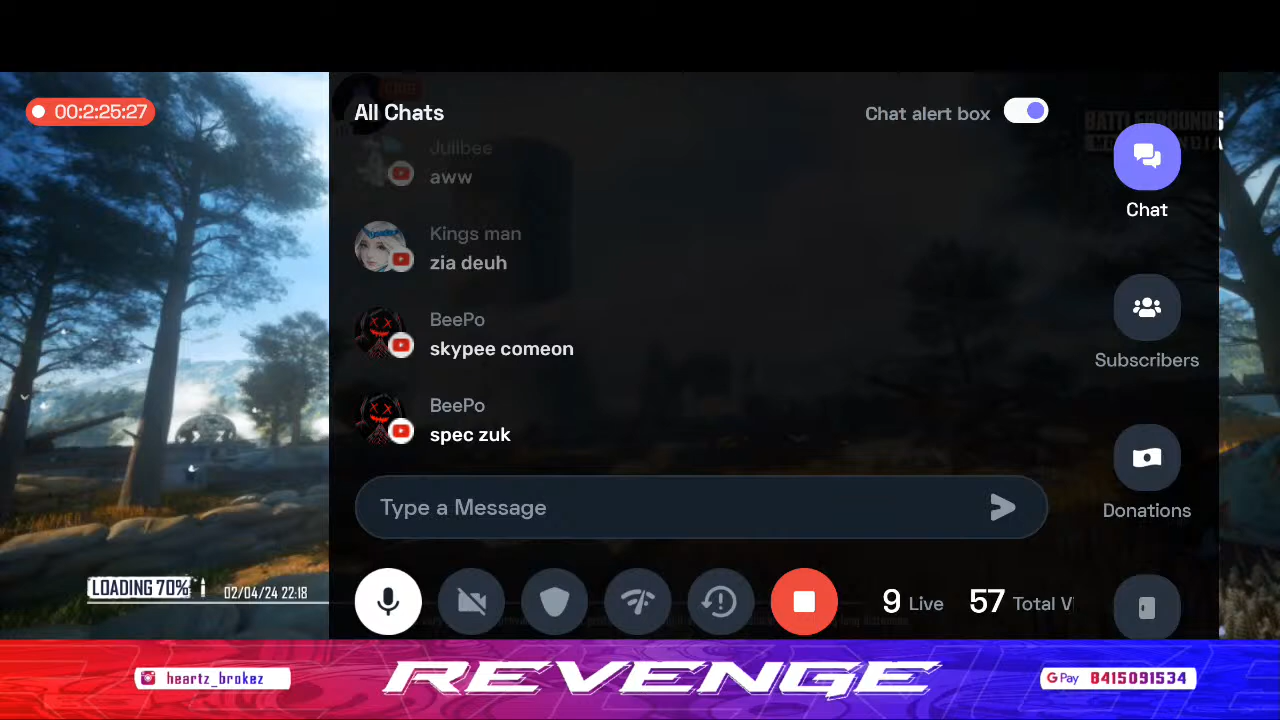 00:2:25:27
All Chats
Chat alert box
BATTLEGROUNDS
Chat
Juilbee
aww
Kings man
zia deuh
BeePo
skypee comeon
Subscribers
BeePo
spec zuk
Type a Message
Donations
LOADING 70%
02/04/24 22:18
9 Live
57 Total Vi
heartz_brokez
REVENGE
G Pay 8415091534